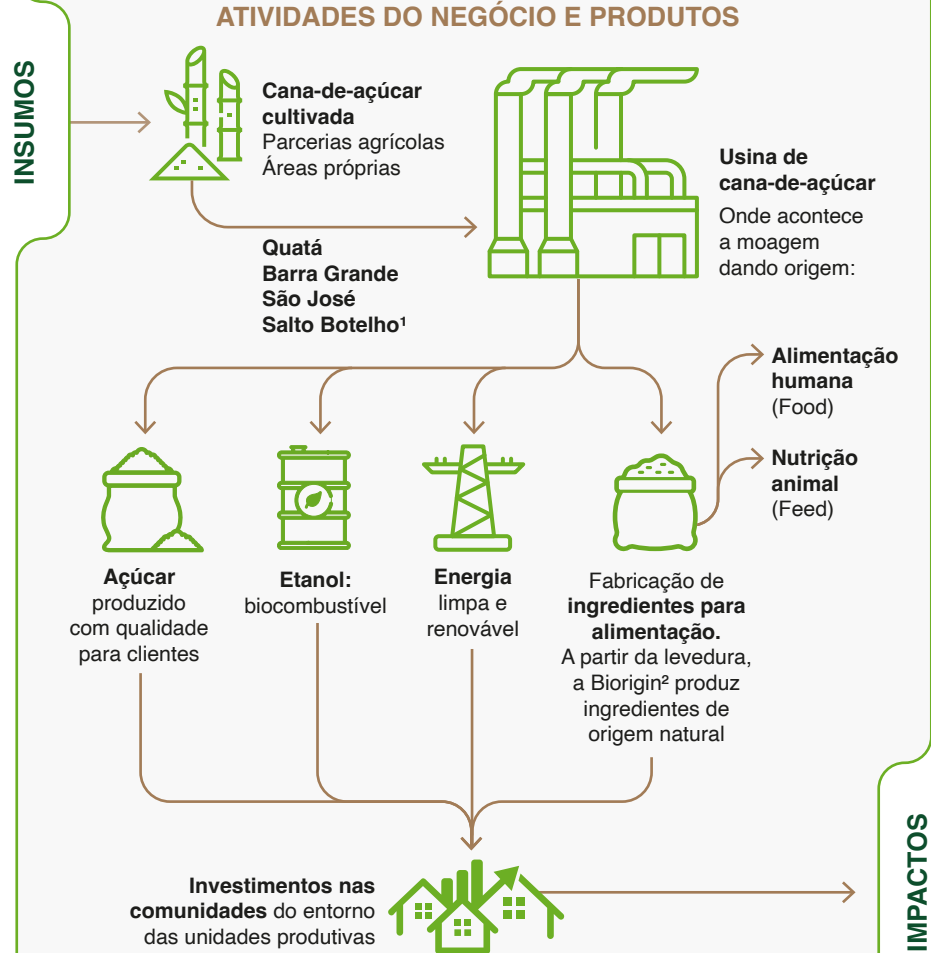 ATIVIDADES DO NEGÓCIO E PRODUTOS
INSUMOS
Cana-de-açúcar
cultivada
Parcerias agrícolas
Áreas próprias
Usina de
cana-de-açúcar
Onde acontece
a moagem
dando origem:
Quatá
Barra Grande
São José
Salto Botelho¹
Alimentação
humana
(Food)
Nutrição
animal
(Feed)
Açúcar
produzido
com qualidade
para clientes
Etanol:
biocombustível
Energia
limpa e
renovável
Fabricação de
ingredientes para
alimentação.
A partir da levedura,
a Biorigin² produz
ingredientes de
origem natural
Investimentos nas
comunidades do entorno
das unidades produtivas
IMPACTOS